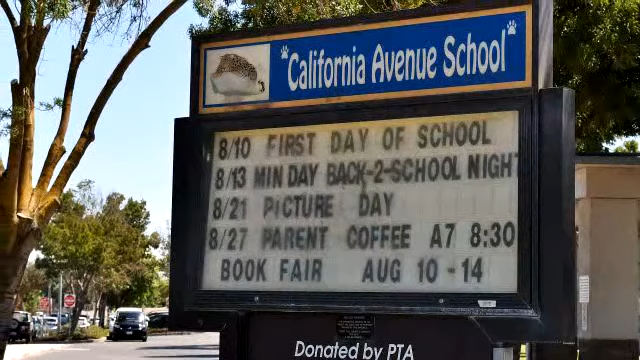 "California Avenue School"
8/10 FIRST DAY OF SCHOOL
8/13 MIN DAY BACK-2-SCHOOL NIGHT
8/21 PICTURE DAY
8/27 PARENT COFFEE A7 8:30
BOOK FAIR AUG 10-14
Donated by PTA